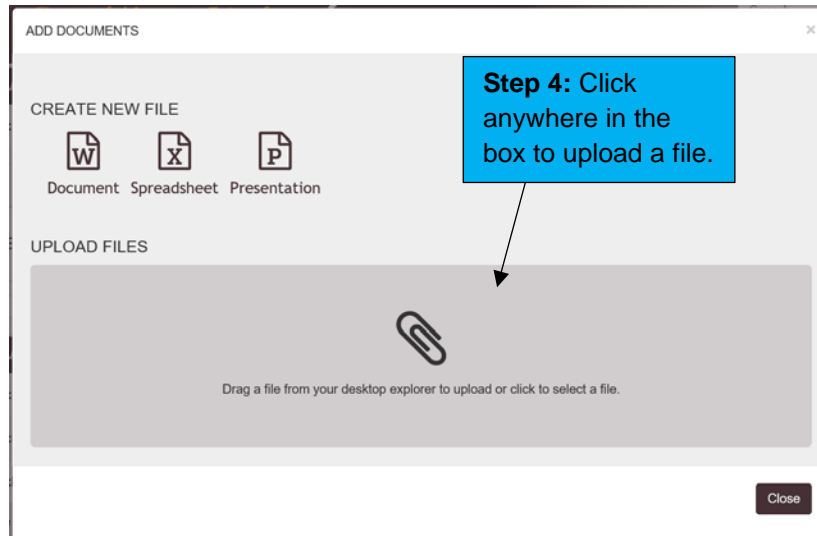 ADD DOCUMENTS
×
Step 4: Click
anywhere in the
box to upload a file.
CREATE NEW FILE
W X P
Document Spreadsheet Presentation
UPLOAD FILES
Drag a file from your desktop explorer to upload or click to select a file.
Close